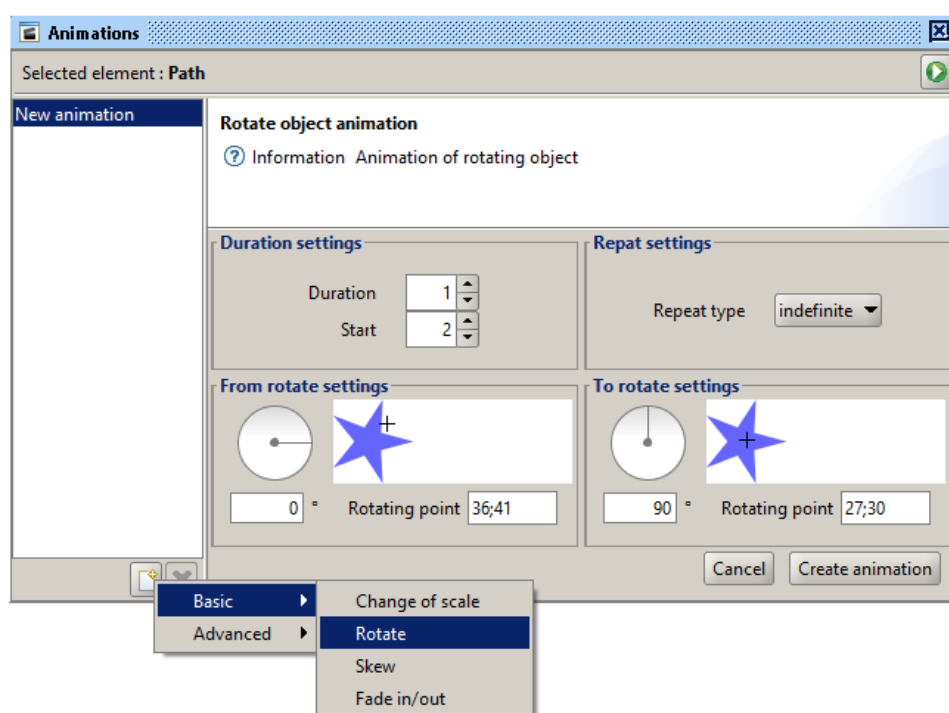 Animations
Selected element : Path
New animation
Rotate object animation
? Information Animation of rotating object
Duration settings
Duration 1
Start 2
Repat settings
Repeat type indefinite
From rotate settings
0 ° Rotating point 36;41
To rotate settings
90 ° Rotating point 27;30
Cancel Create animation
Basic
Advanced
Change of scale
Rotate
Skew
Fade in/out